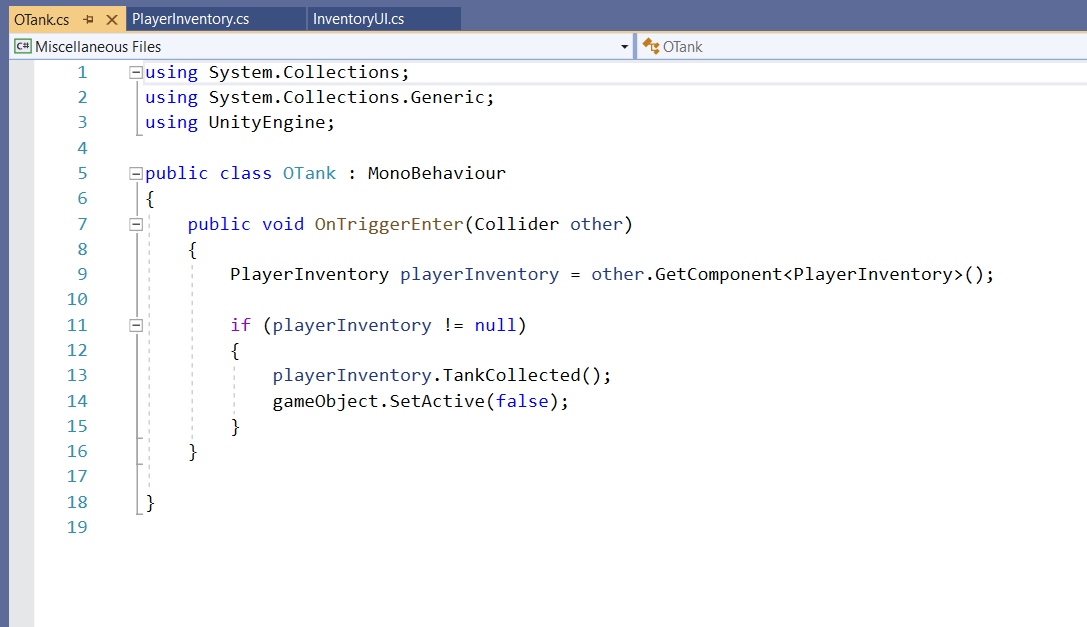 OTank.cs
PlayerInventory.cs
InventoryUI.cs
C# Miscellaneous Files
OTank
1 using System.Collections;
2 using System.Collections.Generic;
3 using UnityEngine;
4
5 public class OTank : MonoBehaviour
6 {
7 public void OnTriggerEnter(Collider other)
8 {
9 PlayerInventory playerInventory = other.GetComponent<PlayerInventory>();
10
11 if (playerInventory != null)
12 {
13 playerInventory.TankCollected();
14 gameObject.SetActive(false);
15 }
16 }
17
18 }
19